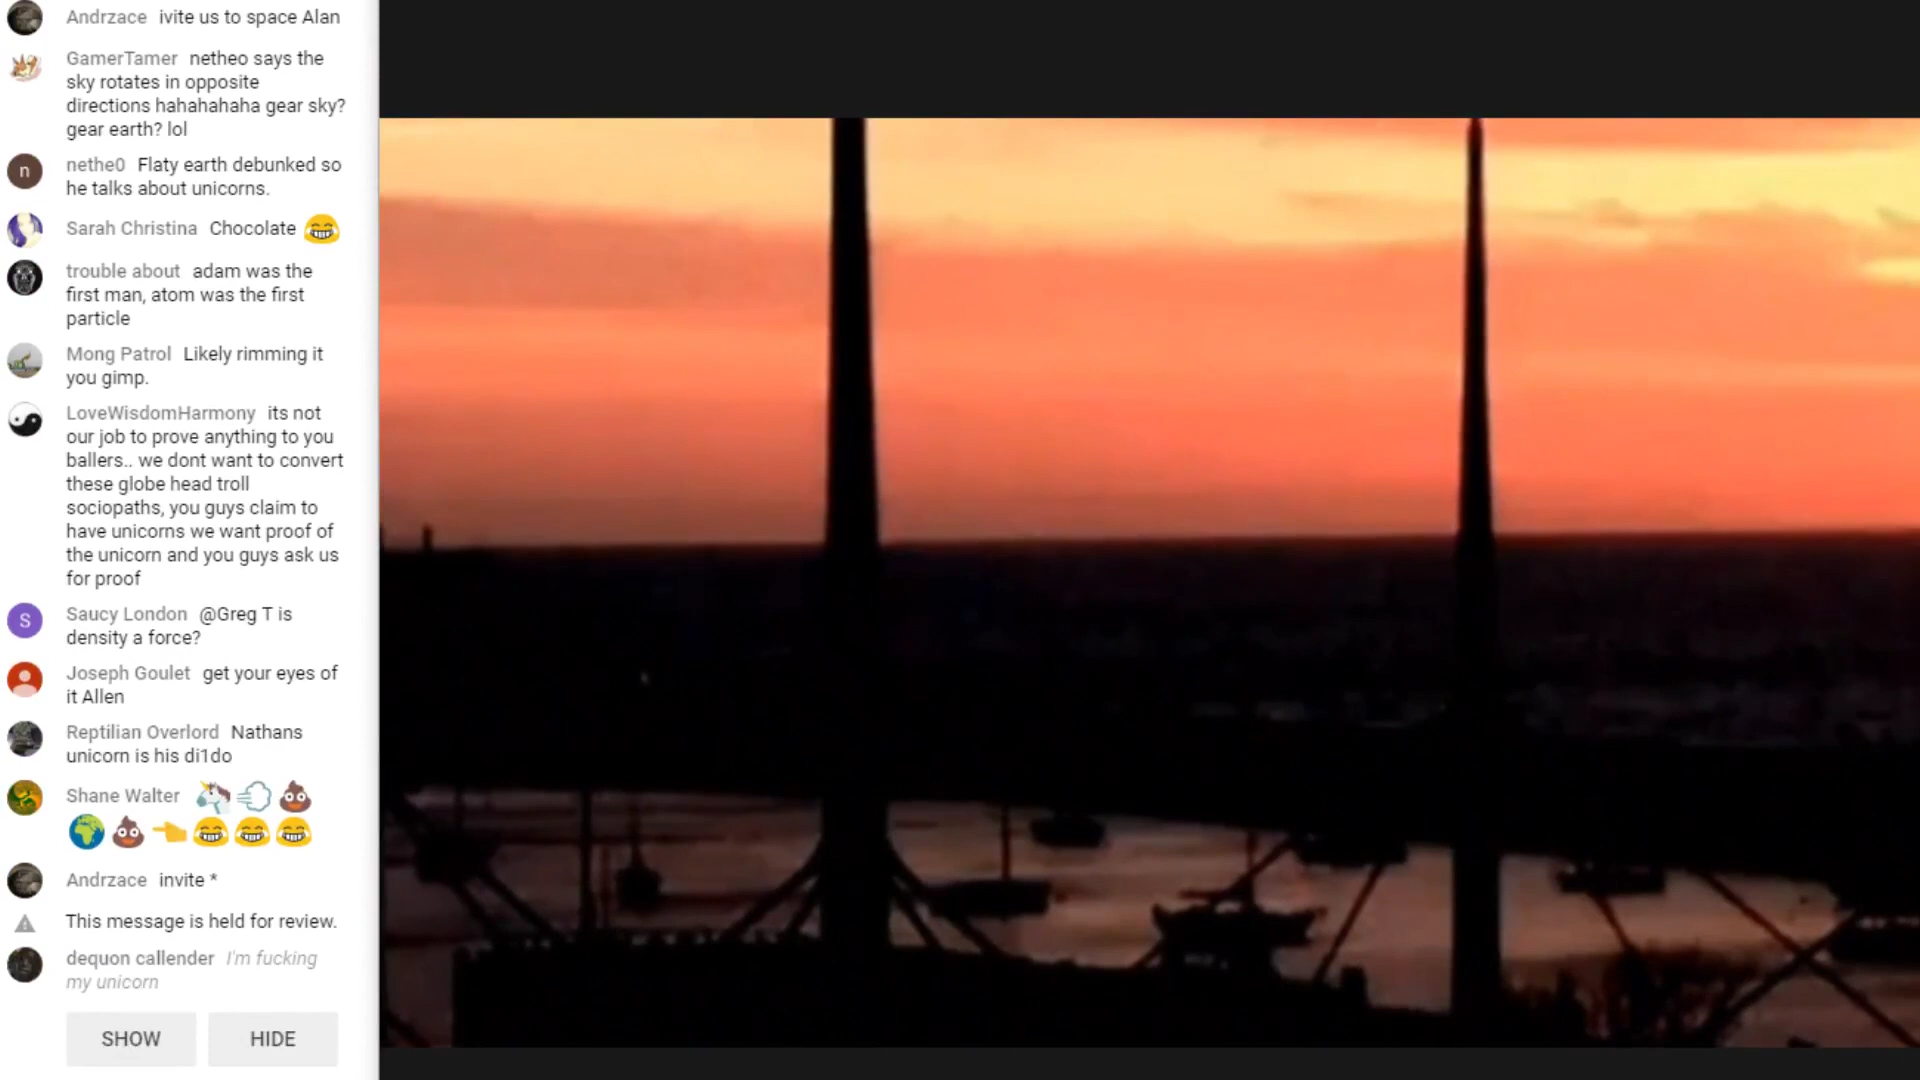 Andrzace ivite us to space Alan
GamerTamer netheo says the
sky rotates in opposite
directions hahahahaha gear sky?
gear earth? lol
n
nethe0 Flaty earth debunked so
he talks about unicorns.
Sarah Christina Chocolate 😂
trouble about adam was the
first man, atom was the first
particle
Mong Patrol Likely rimming it
you gimp.
LoveWisdomHarmony its not
our job to prove anything to you
ballers.. we dont want to convert
these globe head troll
sociopaths, you guys claim to
have unicorns we want proof of
the unicorn and you guys ask us
for proof
S
Saucy London @Greg T is
density a force?
Joseph Goulet get your eyes of
it Allen
Reptilian Overlord Nathans
unicorn is his di1do
Shane Walter 🦄💨💩
🌍💩👈😂😂😂
Andrzace invite *
This message is held for review.
dequon callender I'm fucking
my unicorn
SHOW HIDE